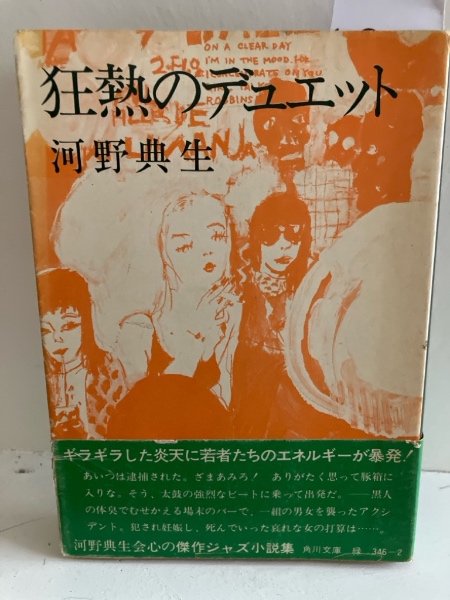 ON A CLEAR DAY
I'M IN THE MOOD FOR
ON YOU
ROBBINS
狂熱のデュエット
河野典生
ギラギラした炎天に若者たちのエネルギーが暴発!
あいつは逮捕された。ざまあみろ! ありがたく思って豚箱に
入りな。そう、太鼓の強烈なビートに乗って出発だ。──黒人
の体臭でむせかえる場末のバーで、一組の男女を襲ったアクシ
デント。犯され妊娠し、死んでいった哀れな女の打算は……。
河野典生会心の傑作ジャズ小説集 角川文庫 緑 346-2